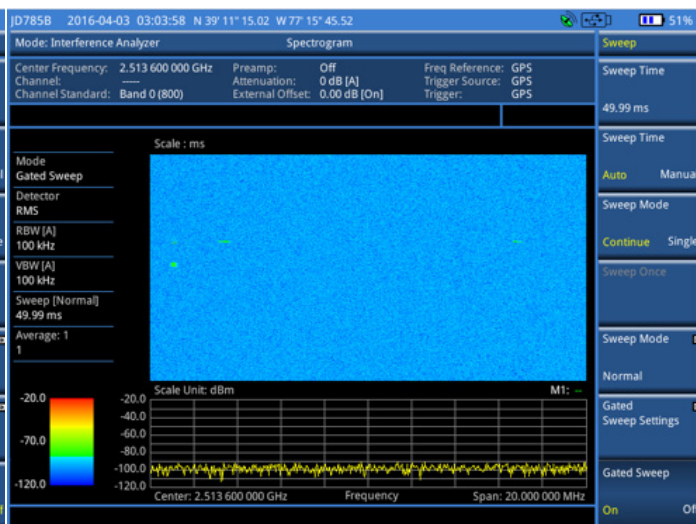 JD785B 2016-04-03 03:03:58 N 39° 11" 15.02 W 77° 15" 45.52 51%
Mode: Interference Analyzer Spectrogram Sweep
Center Frequency: 2.513 600 000 GHz Preamp: Off Freq Reference: GPS
Channel: ----- Attenuation: 0 dB [A] Trigger Source: GPS
Channel Standard: Band 0 (800) External Offset: 0.00 dB [On] Trigger: GPS
Sweep Time
49.99 ms
Scale : ms
Mode
Gated Sweep
Detector
RMS
RBW [A]
100 kHz
VBW [A]
100 kHz
Sweep [Normal]
49.99 ms
Average: 1
1
Sweep Time
Auto Manua
Sweep Mode
Continue Single
Sweep Once
Sweep Mode
Normal
Gated
Sweep Settings
Gated Sweep
On Of
-20.0
-70.0
-120.0
Scale Unit: dBm M1: --
-20.0
-40.0
-60.0
-80.0
-100.0
-120.0
Center: 2.513 600 000 GHz Frequency Span: 20.000 000 MHz